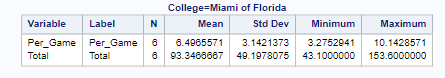 College=Miami of Florida
Variable Label N Mean Std Dev Minimum Maximum
Per_Game Per_Game 6 6.4965571 3.1421373 3.2752941 10.1428571
Total Total 6 93.3466667 49.1978075 43.1000000 153.6000000